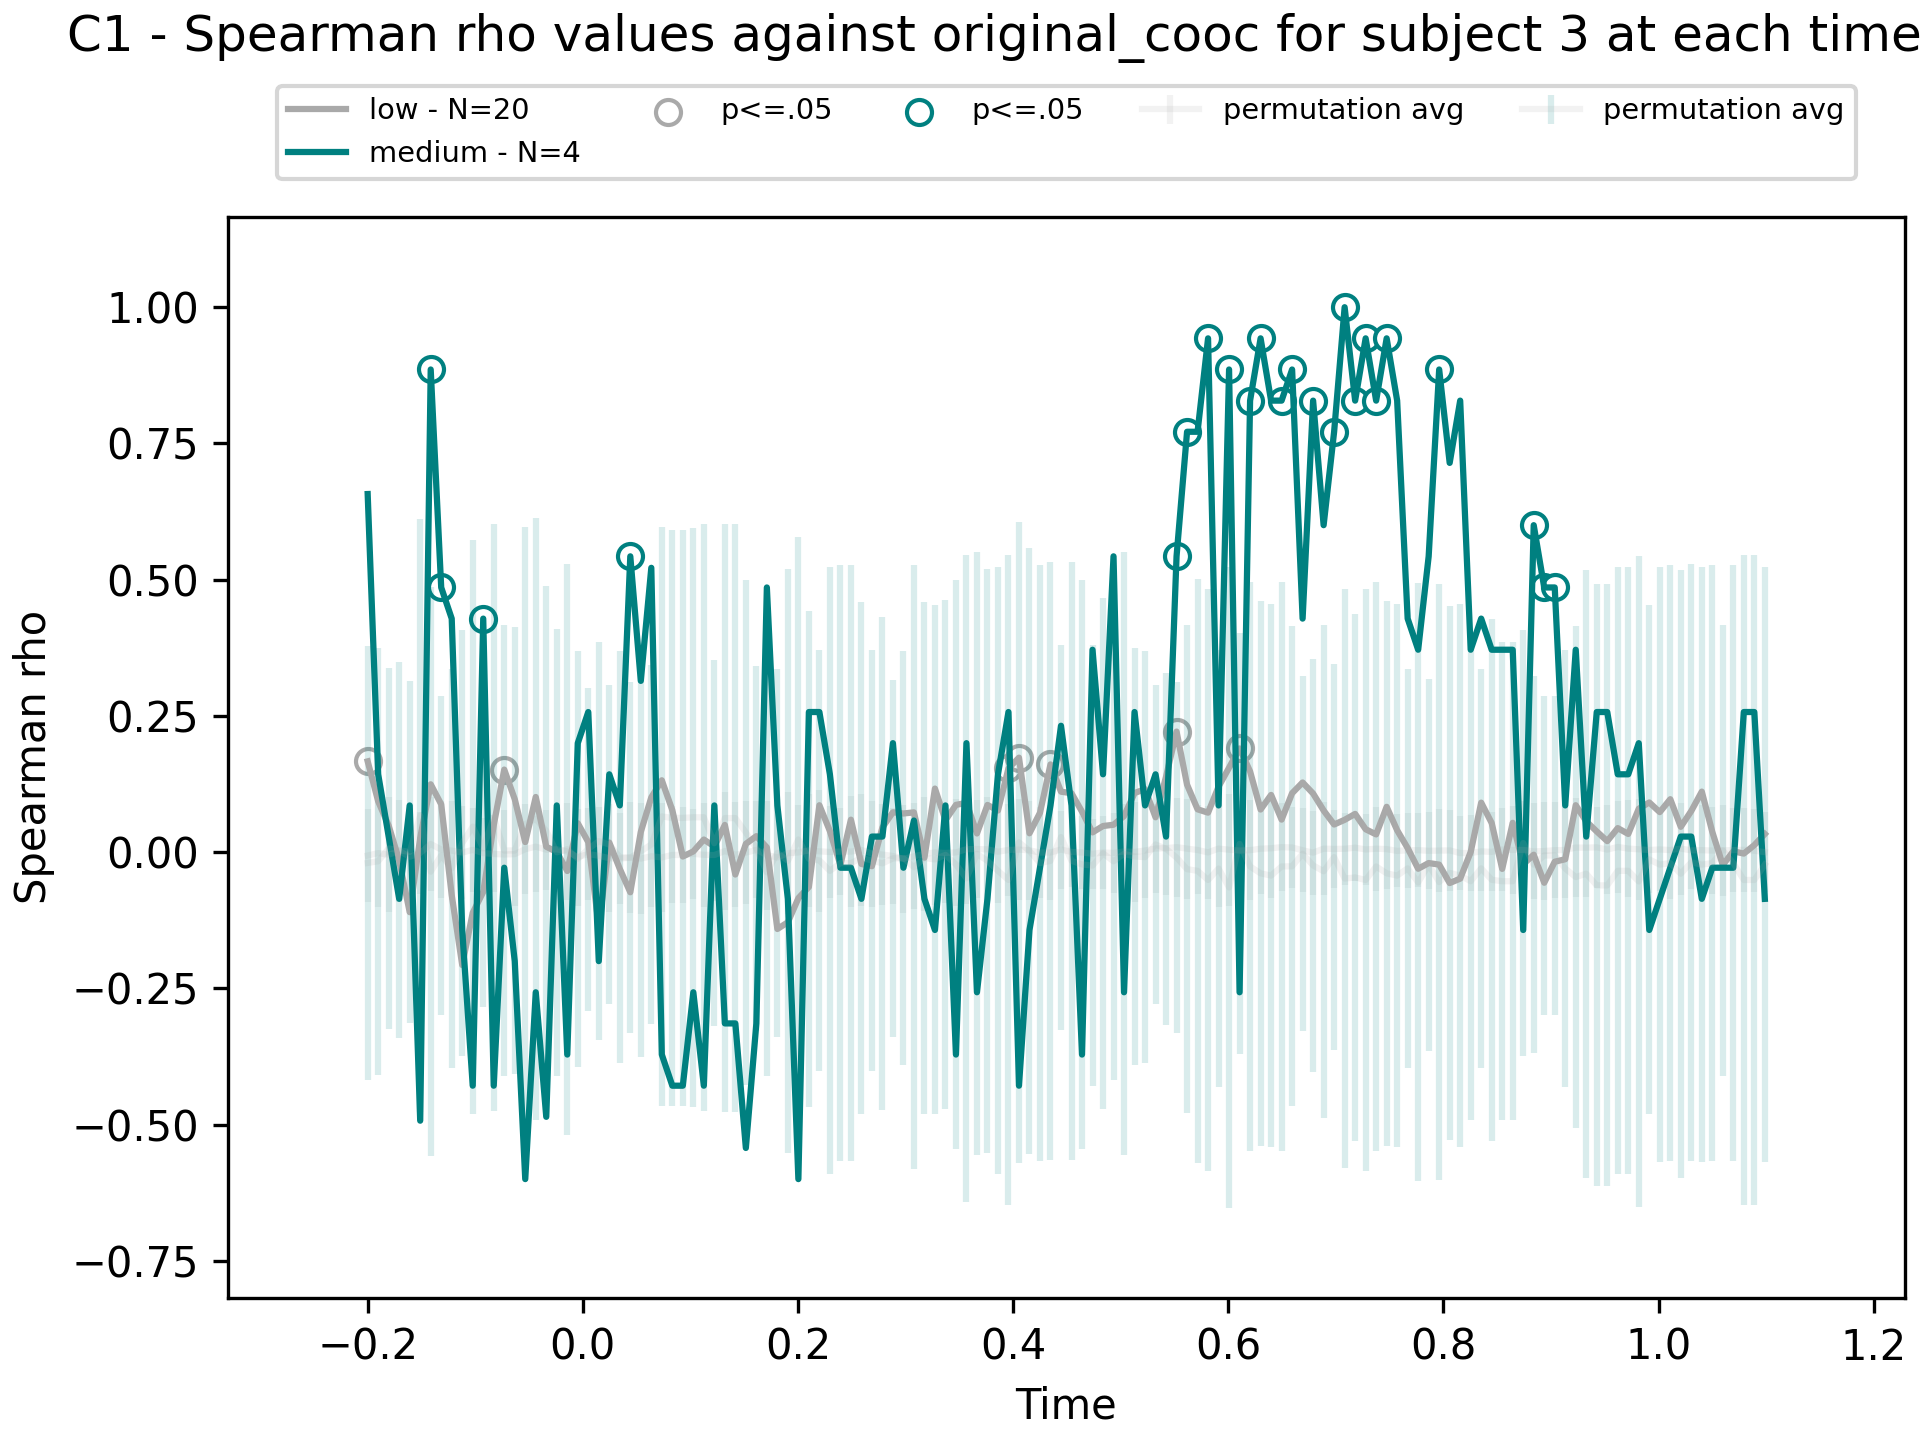 C1 - Spearman rho values against original_cooc for subject 3 at each time
low - N=20 p<=.05 p<=.05 permutation avg permutation avg
medium - N=4
Spearman rho
1.00
0.75
0.50
0.25
0.00
−0.25
−0.50
−0.75
−0.2 0.0 0.2 0.4 0.6 0.8 1.0 1.2
Time